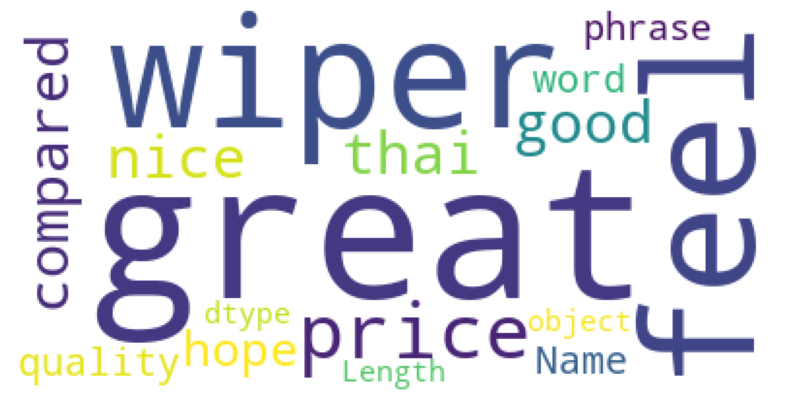 phrase
wiper
compared
feel
word
good
nice
thai
great
dtype
price
object
hope
quality
Length
Name